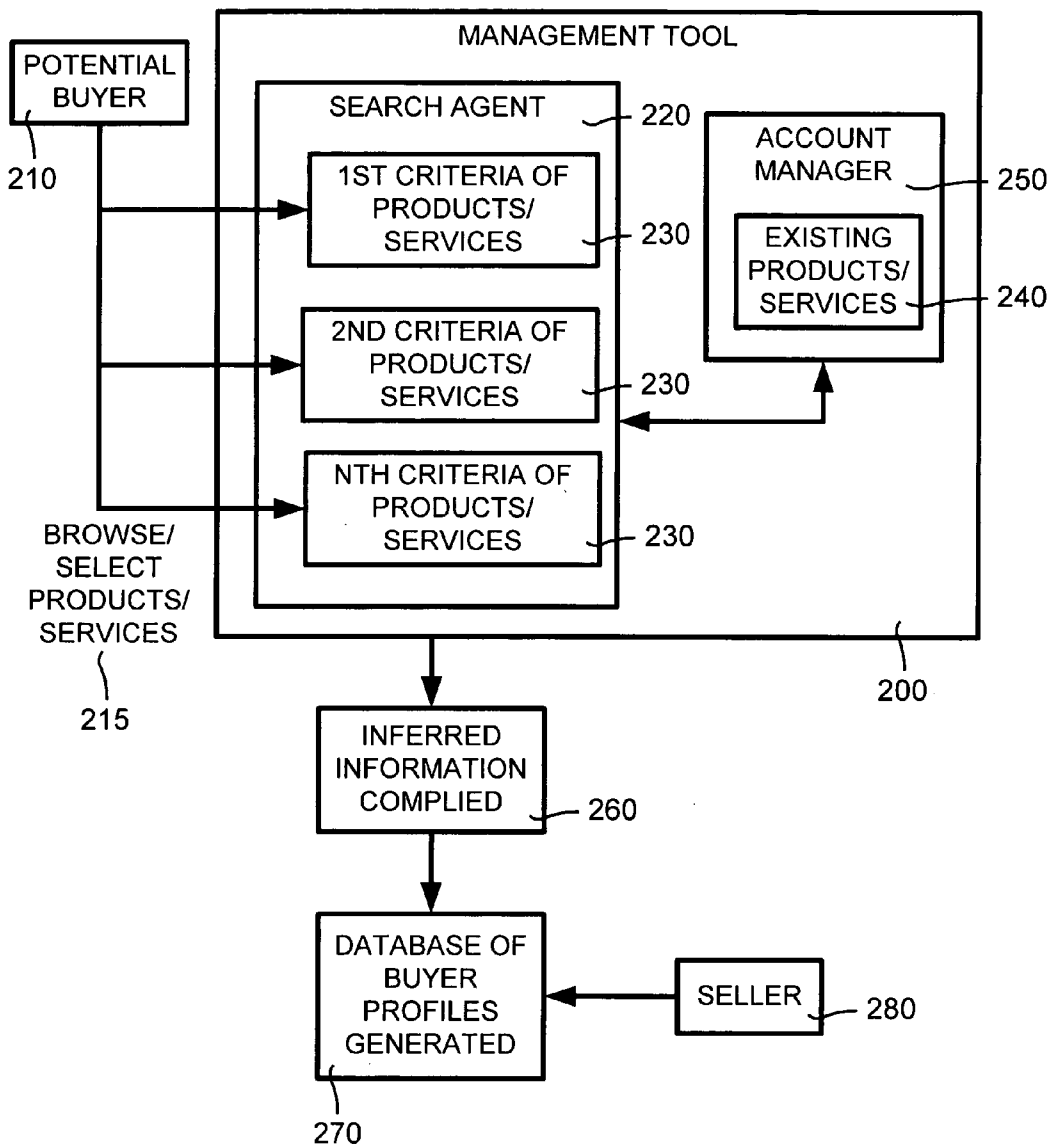 MANAGEMENT TOOL
POTENTIAL
BUYER
210
SEARCH AGENT
220
1ST CRITERIA OF
PRODUCTS/
SERVICES
230
2ND CRITERIA OF
PRODUCTS/
SERVICES
230
NTH CRITERIA OF
PRODUCTS/
SERVICES
230
ACCOUNT
MANAGER
250
EXISTING
PRODUCTS/
SERVICES
240
BROWSE/
SELECT
PRODUCTS/
SERVICES
215
200
INFERRED
INFORMATION
COMPLIED
260
DATABASE OF
BUYER
PROFILES
GENERATED
270
SELLER
280